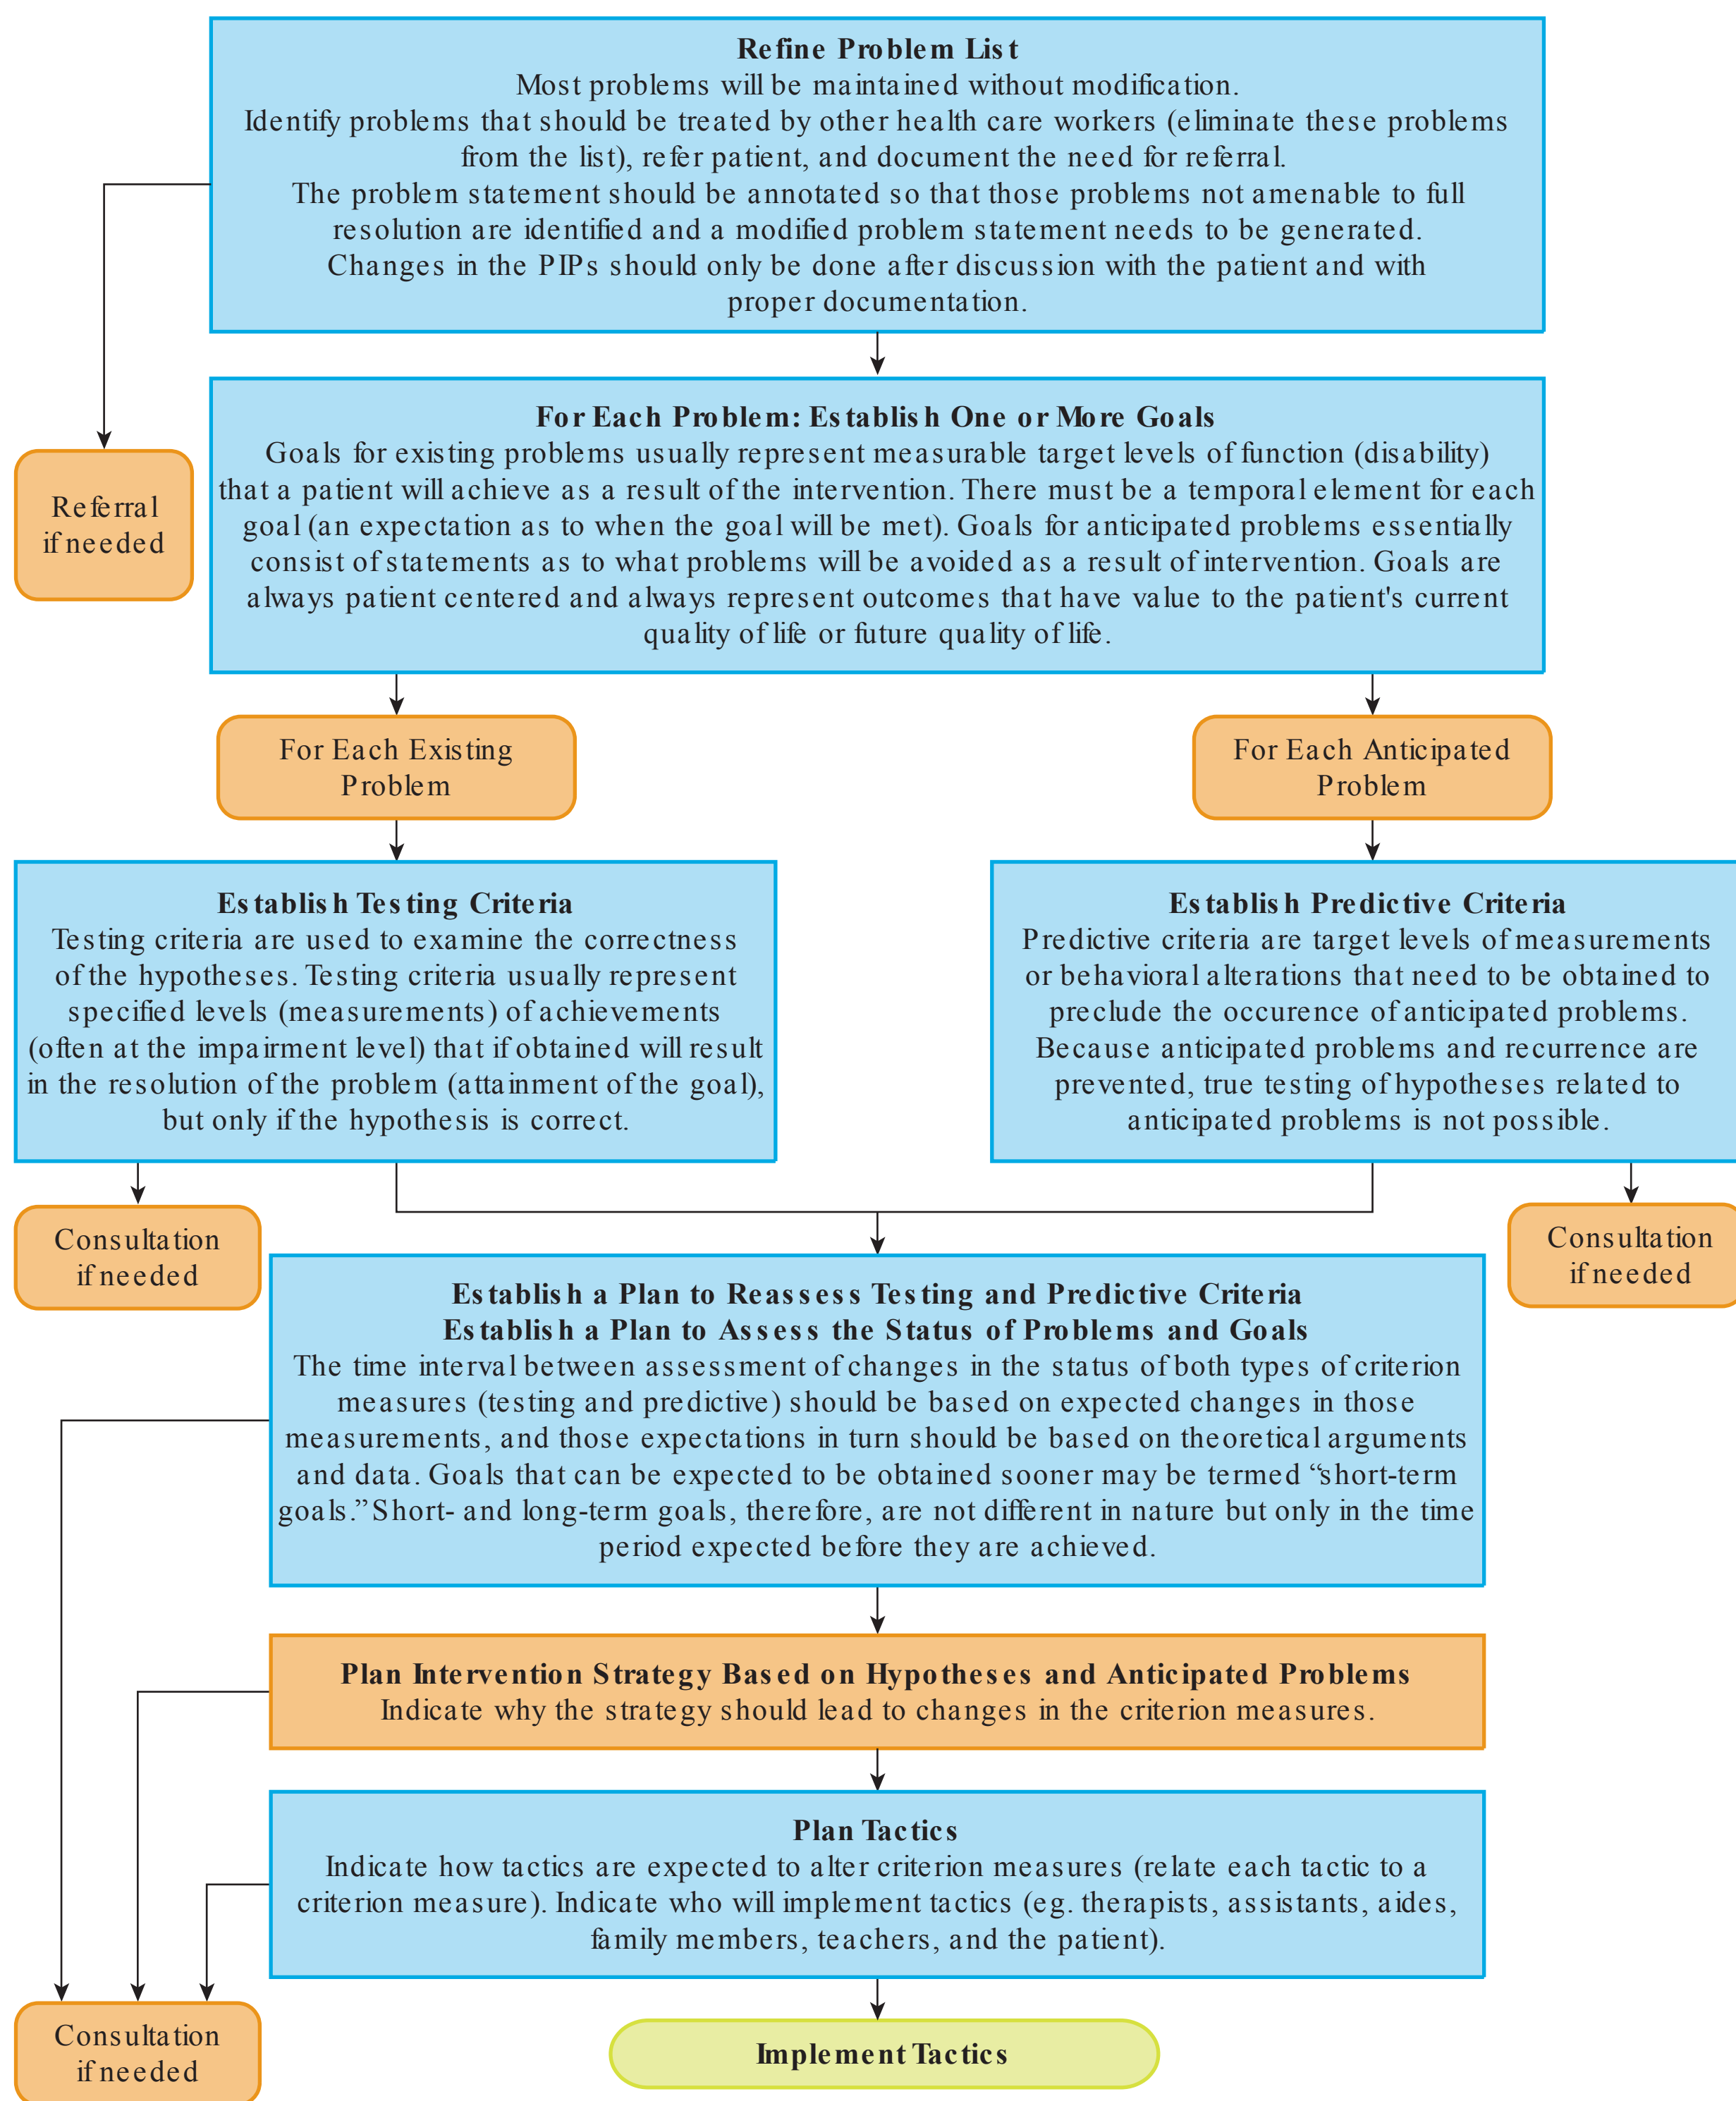 Refine Problem List
Most problems will be maintained without modification.
Identify problems that should be treated by other health care workers (eliminate these problems
from the list), refer patient, and document the need for referral.
The problem statement should be annotated so that those problems not amenable to full
resolution are identified and a modified problem statement needs to be generated.
Changes in the PIPs should only be done after discussion with the patient and with
proper documentation.
Referral
if needed
For Each Problem: Establish One or More Goals
Goals for existing problems usually represent measurable target levels of function (disability)
that a patient will achieve as a result of the intervention. There must be a temporal element for each
goal (an expectation as to when the goal will be met). Goals for anticipated problems essentially
consist of statements as to what problems will be avoided as a result of intervention. Goals are
always patient centered and always represent outcomes that have value to the patient's current
quality of life or future quality of life.
For Each Existing
Problem
For Each Anticipated
Problem
Establish Testing Criteria
Testing criteria are used to examine the correctness
of the hypotheses. Testing criteria usually represent
specified levels (measurements) of achievements
(often at the impairment level) that if obtained will result
in the resolution of the problem (attainment of the goal),
but only if the hypothesis is correct.
Establish Predictive Criteria
Predictive criteria are target levels of measurements
or behavioral alterations that need to be obtained to
preclude the occurence of anticipated problems.
Because anticipated problems and recurrence are
prevented, true testing of hypotheses related to
anticipated problems is not possible.
Consultation
if needed
Consultation
if needed
Establish a Plan to Reassess Testing and Predictive Criteria
Establish a Plan to Assess the Status of Problems and Goals
The time interval between assessment of changes in the status of both types of criterion
measures (testing and predictive) should be based on expected changes in those
measurements, and those expectations in turn should be based on theoretical arguments
and data. Goals that can be expected to be obtained sooner may be termed “short-term
goals.” Short- and long-term goals, therefore, are not different in nature but only in the time
period expected before they are achieved.
Plan Intervention Strategy Based on Hypotheses and Anticipated Problems
Indicate why the strategy should lead to changes in the criterion measures.
Plan Tactics
Indicate how tactics are expected to alter criterion measures (relate each tactic to a
criterion measure). Indicate who will implement tactics (eg. therapists, assistants, aides,
family members, teachers, and the patient).
Consultation
if needed
Implement Tactics